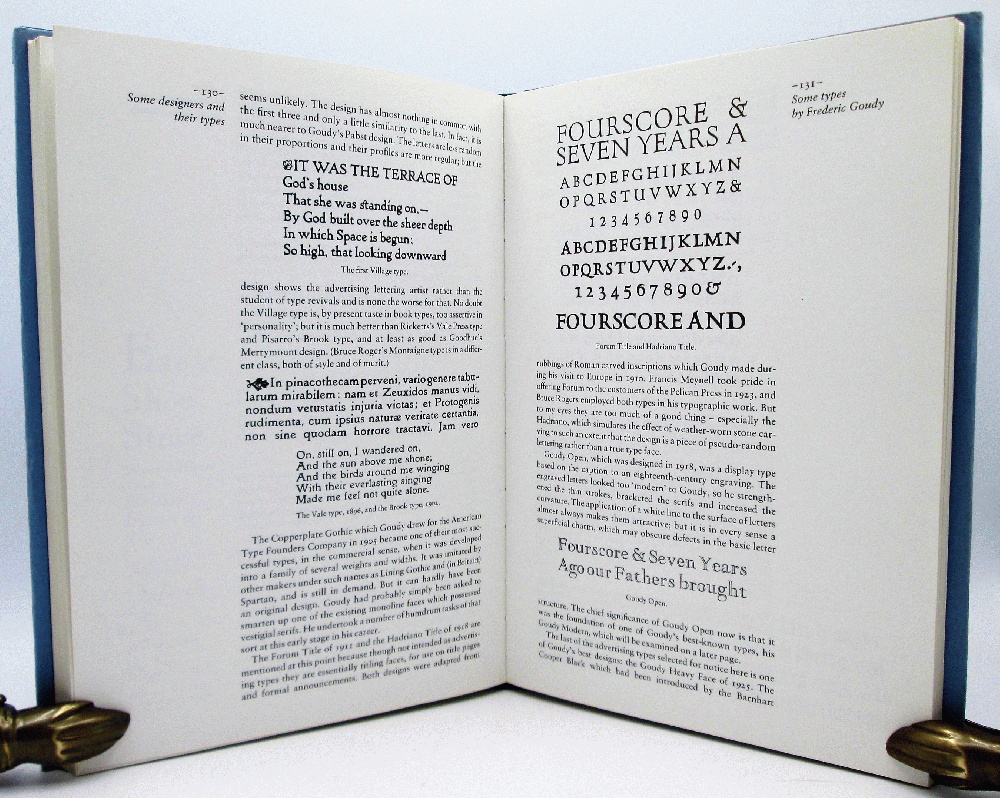 –130–
Some designers and
their types
seems unlikely. The design has almost nothing in common with
the first three and only a little similarity to the last. In fact, it is
much nearer to Goudy's Pabst design. The letters are less random
in their proportions and their profiles are more regular; but the
IT WAS THE TERRACE OF
God's house
That she was standing on,—
By God built over the sheer depth
In which Space is begun;
So high, that looking downward
The first Village type.
design shows the advertising lettering artist rather than the
student of type revivals and is none the worse for that. No doubt
the Village type is, by present taste in book types, too assertive in
'personality'; but it is much better than Ricketts's Vale Press type
and Pisarro's Brook type, and at least as good as Goodhue's
Merrymount design. (Bruce Roger's Montaigne type is in a differ-
ent class, both of style and of merit.)
In pinacothecam perveni, vario genere tabu-
larum mirabilem: nam et Zeuxidos manus vidi,
nondum vetustatis injuria victas; et Protogenis
rudimenta, cum ipsius naturæ veritate certantia,
non sine quodam horrore tractavi. Jam vero
On, still on, I wandered on,
And the sun above me shone;
And the birds around me winging
With their everlasting singing
Made me feel not quite alone.
The Vale type, 1896, and the Brook type, 1902.
The Copperplate Gothic which Goudy drew for the American
Type Founders Company in 1905 became one of their most suc-
cessful types, in the commercial sense, when it was developed
into a family of several weights and widths. It was imitated by
other makers under such names as Lining Gothic and (in Britain)
Spartan, and is still in demand. But it can hardly have been
an original design. Goudy had probably simply been asked to
smarten up one of the existing monoline faces which possessed
vestigial serifs. He undertook a number of humdrum tasks of that
sort at this early stage in his career.
The Forum Title of 1911 and the Hadriano Title of 1918 are
mentioned at this point because though not intended as advertis-
ing types they are essentially titling faces, for use on title pages
and formal announcements. Both designs were adapted from
–131–
Some types
by Frederic Goudy
FOURSCORE &
SEVEN YEARS A
ABCDEFGHIJKLMN
OPQRSTUVWXYZ&
1234567890
ABCDEFGHIJKLMN
OPQRSTUVWXYZ.-,
1234567890&
FOURSCORE AND
Forum Title and Hadriano Title.
rubbings of Roman carved inscriptions which Goudy made dur-
ing his visit to Europe in 1910. Francis Meynell took pride in
offering Forum to the customers of the Pelican Press in 1923, and
Bruce Rogers employed both types in his typographic work. But
to my eyes they are too much of a good thing – especially the
Hadriano, which simulates the effect of weather-worn stone car-
ving to such an extent that the design is a piece of pseudo-random
lettering rather than a true type face.
Goudy Open, which was designed in 1918, was a display type
based on the caption to an eighteenth-century engraving. The
engraved letters looked too 'modern' to Goudy, so he strength-
ened the thin strokes, bracketed the serifs and increased the
curvature. The application of a white line to the surface of letters
almost always makes them attractive; but it is in every sense a
superficial charm, which may obscure defects in the basic letter
Fourscore & Seven Years
Ago our Fathers brought
Goudy Open.
structure. The chief significance of Goudy Open now is that it
was the foundation of one of Goudy's best-known types, his
Goudy Modern, which will be examined on a later page.
The last of the advertising types selected for notice here is one
of Goudy's best designs: the Goudy Heavy Face of 1925. The
Cooper Black which had been introduced by the Barnhart